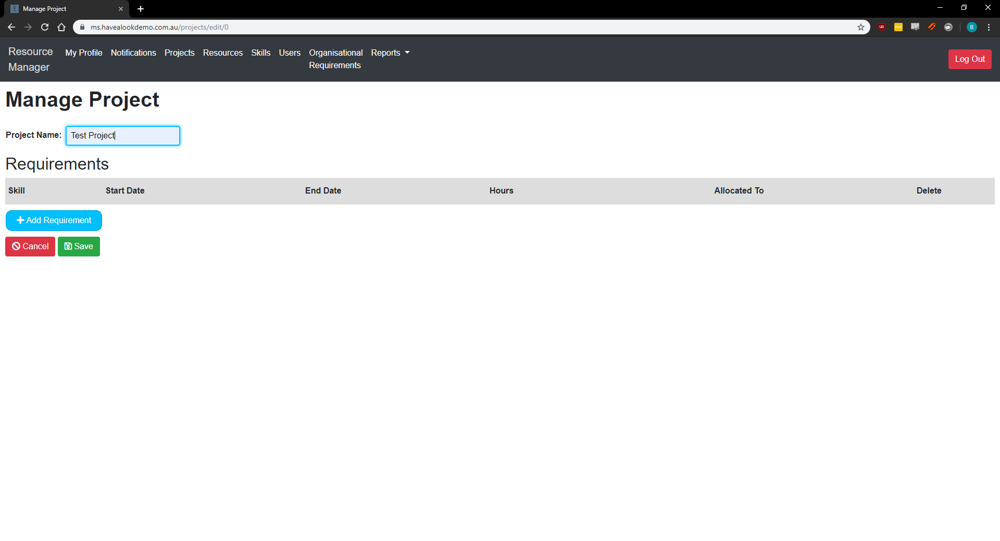 Manage Project
ms.havealookdemo.com.au/projects/edit/0
UO
CSS
B
Resource
Manager
My Profile Notifications Projects Resources Skills Users Organisational
Requirements
Reports
Log Out
Manage Project
Project Name: Test Project
Requirements
Skill Start Date End Date Hours Allocated To Delete
Add Requirement
Cancel Save